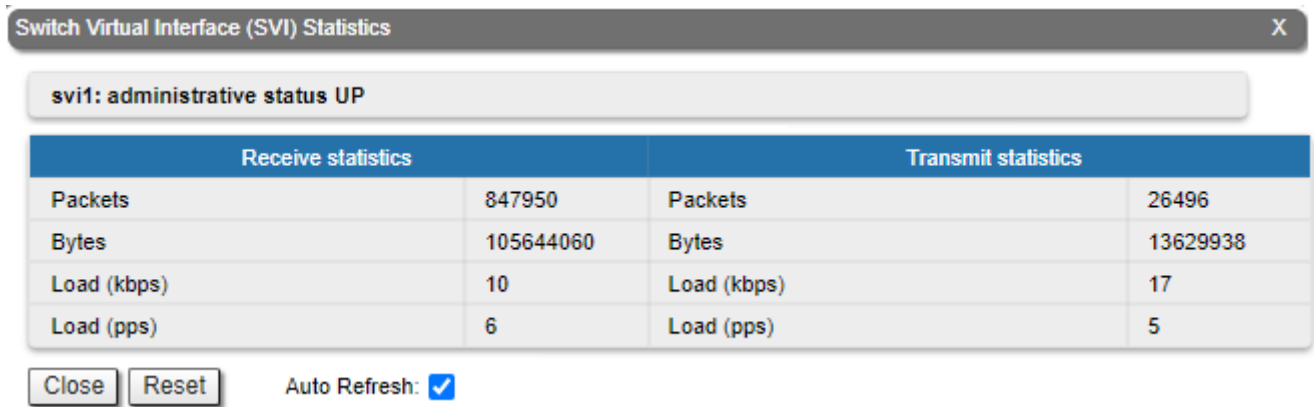 Switch Virtual Interface (SVI) Statistics X
svi1: administrative status UP
Receive statistics Transmit statistics
Packets 847950 Packets 26496
Bytes 105644060 Bytes 13629938
Load (kbps) 10 Load (kbps) 17
Load (pps) 6 Load (pps) 5
Close Reset Auto Refresh: